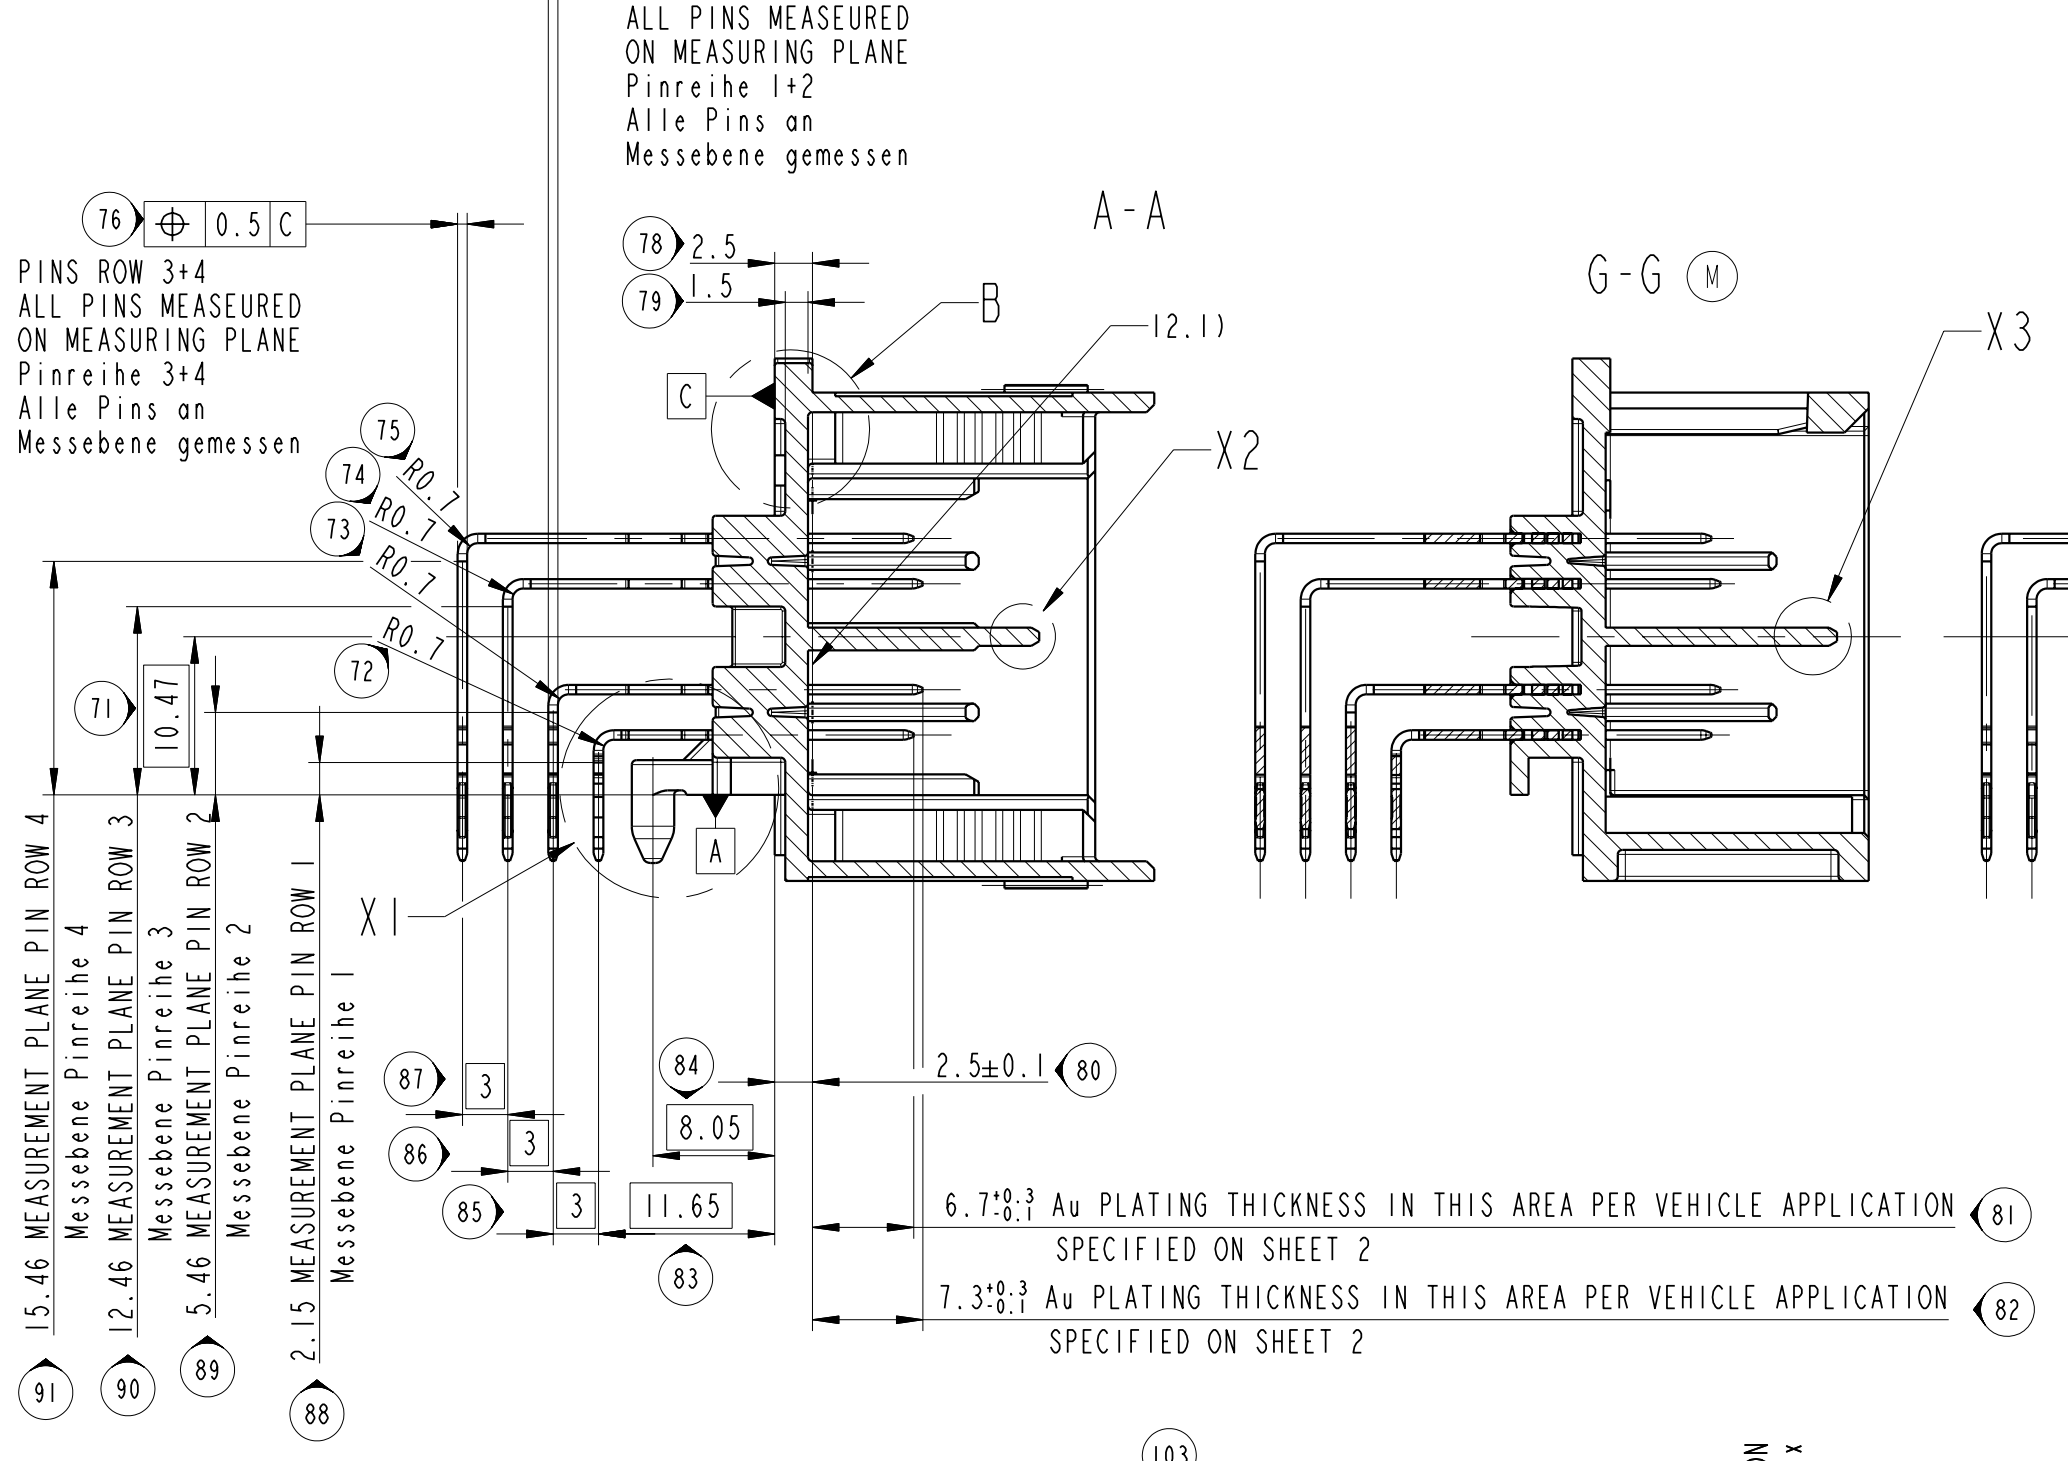 ALL PINS MEASEURED
ON MEASURING PLANE
Pinreihe 1+2
Alle Pins an
Messebene gemessen
A-A
76
0.5 C
PINS ROW 3+4
ALL PINS MEASEURED
ON MEASURING PLANE
Pinreihe 3+4
Alle Pins an
Messebene gemessen
78 2.5
79 1.5
B
12.1)
C
X2
G-G M
X3
75 R0.7
74 R0.7
73 R0.7
72 R0.7
71 10.47
A
X1
15.46 MEASUREMENT PLANE PIN ROW 4
Messebene Pinreihe 4
91
12.46 MEASUREMENT PLANE PIN ROW 3
Messebene Pinreihe 3
90
5.46 MEASUREMENT PLANE PIN ROW 2
Messebene Pinreihe 2
89
2.15 MEASUREMENT PLANE PIN ROW 1
Messebene Pinreihe 1
88
87 3
86 3
85 3
84 8.05
11.65
83
2.5±0.1 80
6.7+0.3 -0.1 Au PLATING THICKNESS IN THIS AREA PER VEHICLE APPLICATION 81
SPECIFIED ON SHEET 2
7.3+0.3 -0.1 Au PLATING THICKNESS IN THIS AREA PER VEHICLE APPLICATION 82
SPECIFIED ON SHEET 2
103
x